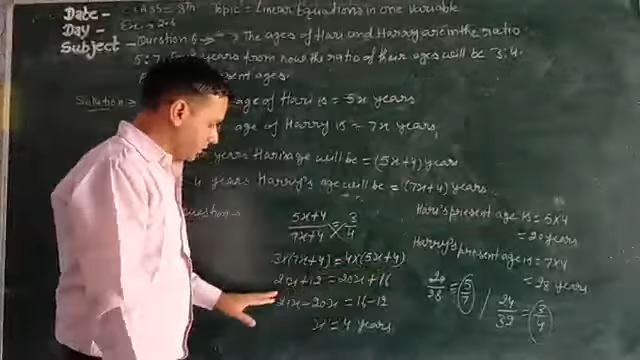 Date -
CLASS = 8th Topic = Linear Equations in one variable
Day -
Ex = 2.6
Subject -
Question 6 → The ages of Hari and Harry are in the ratio
5:7. years from now the ratio of their ages will be 3:4.
present ages.
Solution →
age of Hari is = 5x years
age of Harry is = 7x years,
years Hari's age will be = (5x+4) years
4 years Harry's age will be = (7x+4) years.
Question →
5x+4/7x+4 = 3/4
3x(7x+4) = 4x(5x+4)
21x+12 = 20x+16
21x-20x = 16-12
x = 4 years
Hari's present age is = 5x4
= 20 years
Harry's present age is = 7x4
= 28 years
20/28 = 5/7 / 24/32 = 3/4